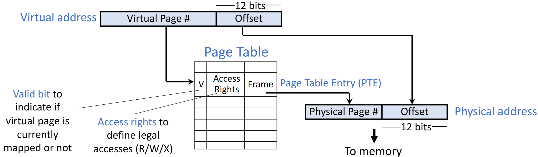 12 bits
Virtual address
Virtual Page #
Offset
Page Table
V
Access
Rights
Frame
Page Table Entry (PTE)
Valid bit to
indicate if
virtual page is
currently
mapped or not
Access rights to
define legal
accesses (R/W/X)
Physical Page #
Offset
Physical address
12 bits
To memory